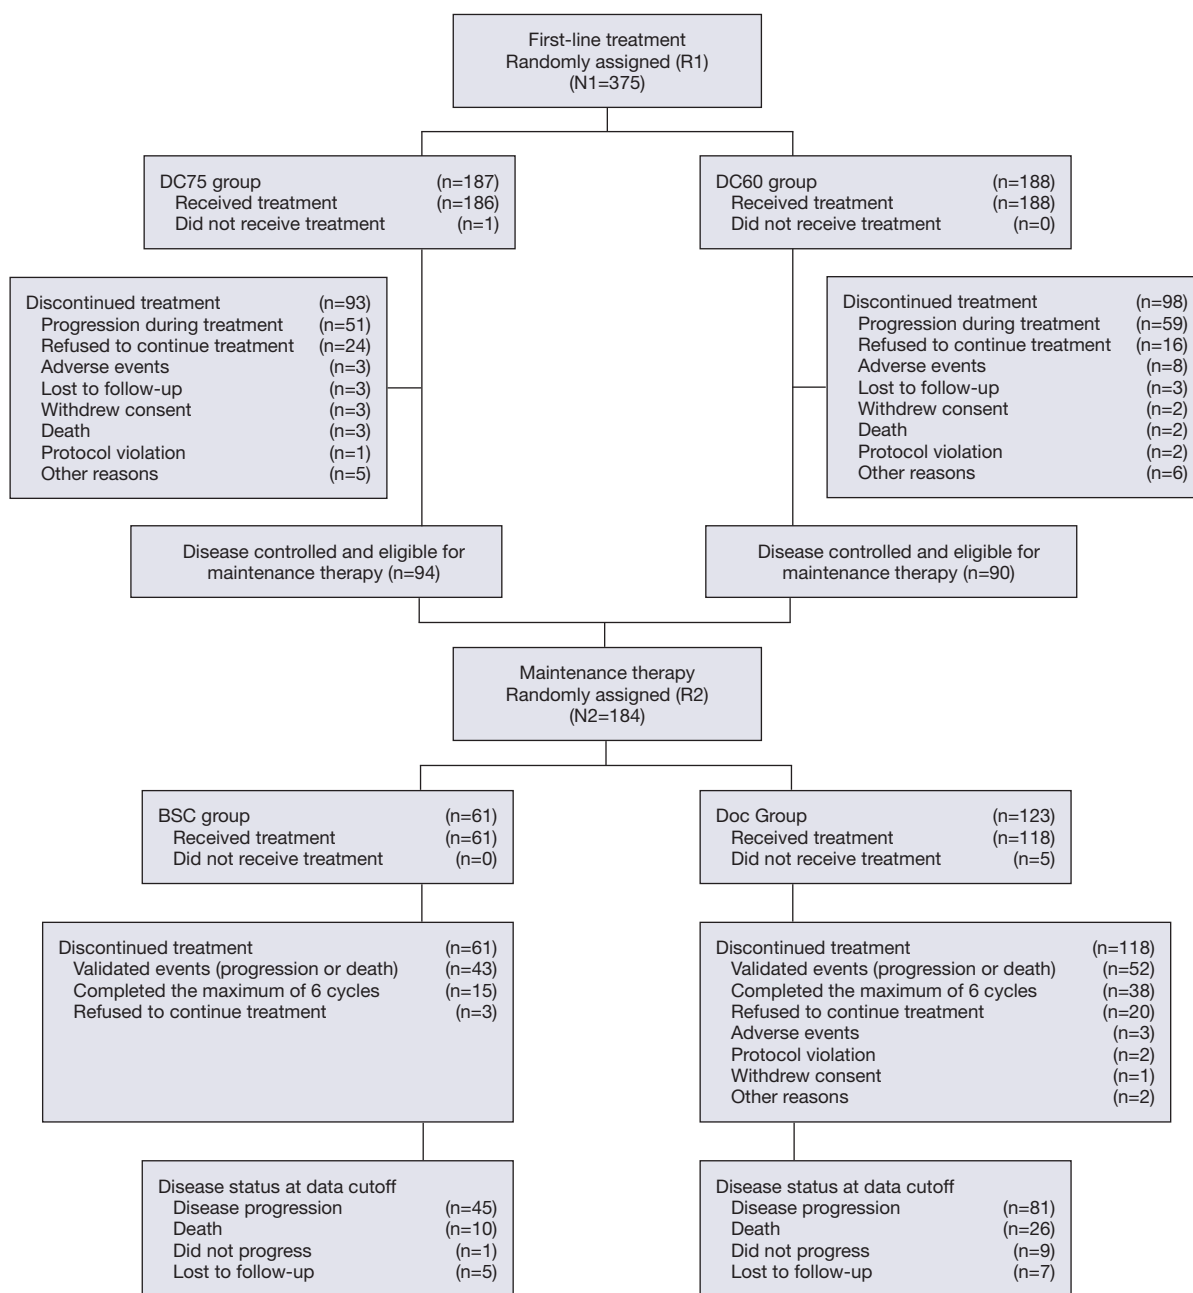 First-line treatment
Randomly assigned (R1)
(N1=375)
DC75 group (n=187)
Received treatment (n=186)
Did not receive treatment (n=1)
DC60 group (n=188)
Received treatment (n=188)
Did not receive treatment (n=0)
Discontinued treatment (n=93)
Progression during treatment (n=51)
Refused to continue treatment (n=24)
Adverse events (n=3)
Lost to follow-up (n=3)
Withdrew consent (n=3)
Death (n=3)
Protocol violation (n=1)
Other reasons (n=5)
Discontinued treatment (n=98)
Progression during treatment (n=59)
Refused to continue treatment (n=16)
Adverse events (n=8)
Lost to follow-up (n=3)
Withdrew consent (n=2)
Death (n=2)
Protocol violation (n=2)
Other reasons (n=6)
Disease controlled and eligible for
maintenance therapy (n=94)
Disease controlled and eligible for
maintenance therapy (n=90)
Maintenance therapy
Randomly assigned (R2)
(N2=184)
BSC group (n=61)
Received treatment (n=61)
Did not receive treatment (n=0)
Doc Group (n=123)
Received treatment (n=118)
Did not receive treatment (n=5)
Discontinued treatment (n=61)
Validated events (progression or death) (n=43)
Completed the maximum of 6 cycles (n=15)
Refused to continue treatment (n=3)
Discontinued treatment (n=118)
Validated events (progression or death) (n=52)
Completed the maximum of 6 cycles (n=38)
Refused to continue treatment (n=20)
Adverse events (n=3)
Protocol violation (n=2)
Withdrew consent (n=1)
Other reasons (n=2)
Disease status at data cutoff
Disease progression (n=45)
Death (n=10)
Did not progress (n=1)
Lost to follow-up (n=5)
Disease status at data cutoff
Disease progression (n=81)
Death (n=26)
Did not progress (n=9)
Lost to follow-up (n=7)